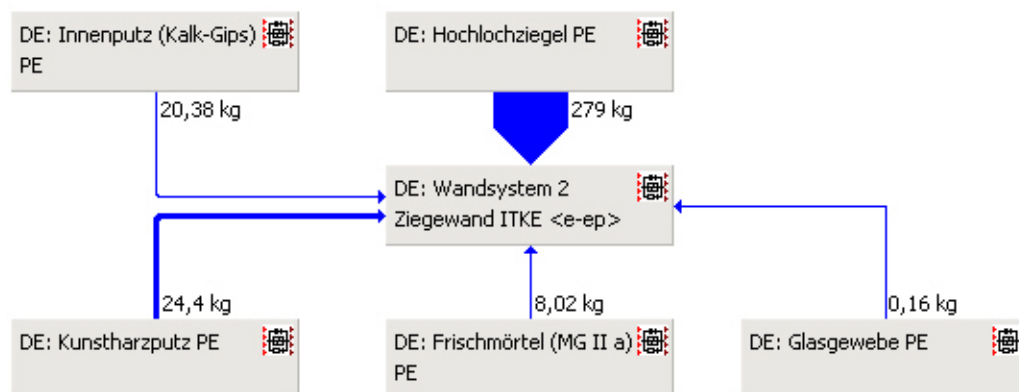 DE: Innenputz (Kalk-Gips)
PE
DE: Hochlochziegel PE
20,38 kg
279 kg
DE: Wandsystem 2
Ziegewand ITKE <e-ep>
24,4 kg
8,02 kg
0,16 kg
DE: Kunstharzputz PE
DE: Frischmörtel (MG II a)
PE
DE: Glasgewebe PE